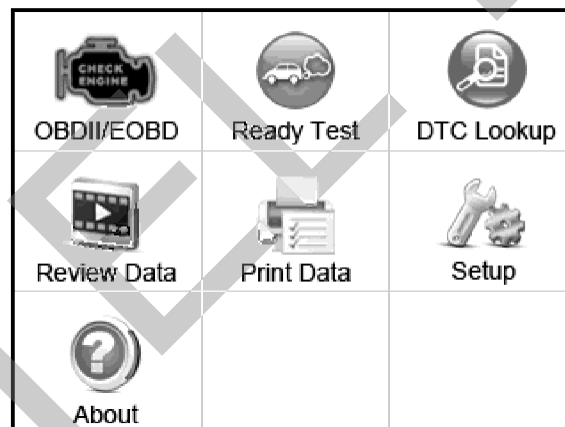 CHECK
ENGINE
OBDII/EOBD
Ready Test
DTC Lookup
Review Data
Print Data
Setup
?
About